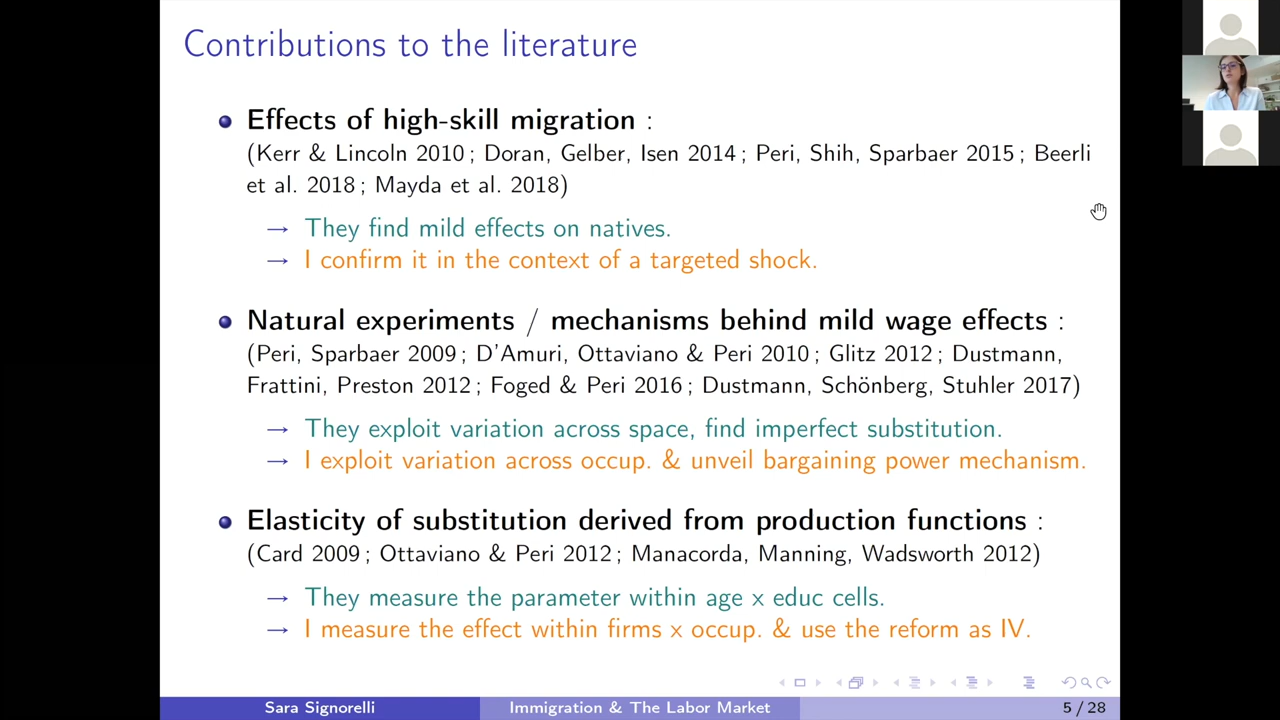 Contributions to the literature
Effects of high-skill migration :
(Kerr & Lincoln 2010 ; Doran, Gelber, Isen 2014 ; Peri, Shih, Sparbaer 2015 ; Beerli
et al. 2018 ; Mayda et al. 2018)
→ They find mild effects on natives.
→ I confirm it in the context of a targeted shock.
Natural experiments / mechanisms behind mild wage effects :
(Peri, Sparbaer 2009 ; D'Amuri, Ottaviano & Peri 2010 ; Glitz 2012 ; Dustmann,
Frattini, Preston 2012 ; Foged & Peri 2016 ; Dustmann, Schönberg, Stuhler 2017)
→ They exploit variation across space, find imperfect substitution.
→ I exploit variation across occup. & unveil bargaining power mechanism.
Elasticity of substitution derived from production functions :
(Card 2009 ; Ottaviano & Peri 2012 ; Manacorda, Manning, Wadsworth 2012)
→ They measure the parameter within age x educ cells.
→ I measure the effect within firms x occup. & use the reform as IV.
Sara Signorelli Immigration & The Labor Market 5 / 28